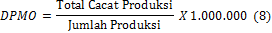 DPMO = Total Cacat Produksi / Jumlah Produksi X 1.000.000 (8)